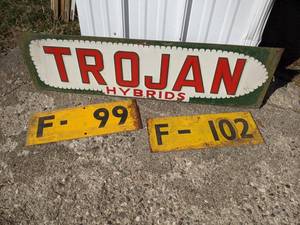 TROJAN
HYBRIDS
F- 99
F- 102